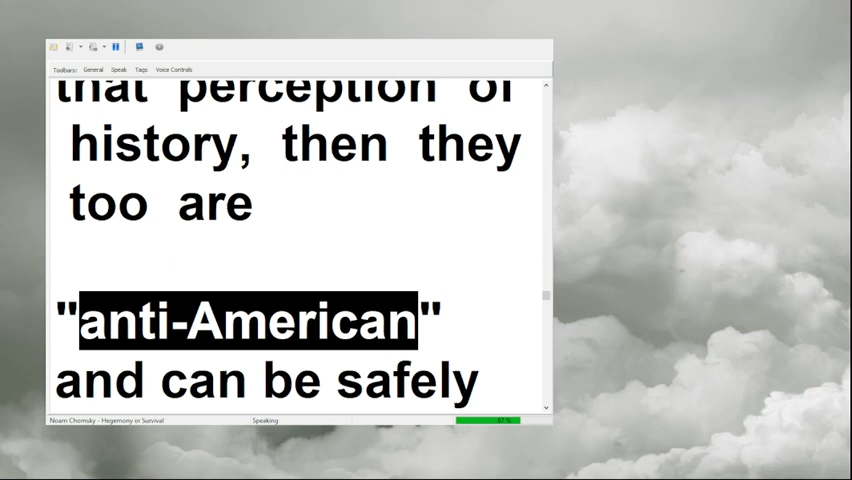 Toolbars: General Speak Tags Voice Controls
that perception of
history, then they
too are
"anti-American"
and can be safely
Noam Chomsky - Hegemony or Survival Speaking 67 %